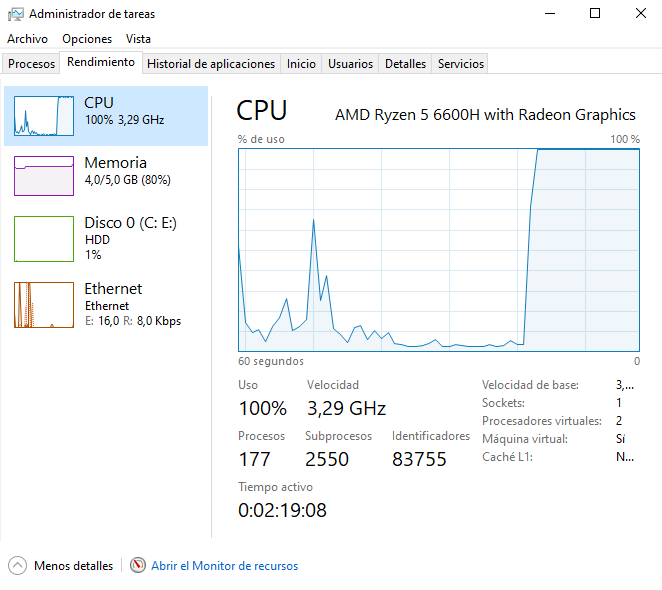 Administrador de tareas
Archivo Opciones Vista
Procesos Rendimiento Historial de aplicaciones Inicio Usuarios Detalles Servicios
CPU
100% 3,29 GHz
Memoria
4,0/5,0 GB (80%)
Disco 0 (C: E:)
HDD
1%
Ethernet
Ethernet
E: 16,0 R: 8,0 Kbps
CPU AMD Ryzen 5 6600H with Radeon Graphics
% de uso 100 %
60 segundos 0
Uso Velocidad
100% 3,29 GHz
Procesos Subprocesos Identificadores
177 2550 83755
Tiempo activo
0:02:19:08
Velocidad de base: 3,...
Sockets: 1
Procesadores virtuales: 2
Máquina virtual: Sí
Caché L1: N...
Menos detalles Abrir el Monitor de recursos